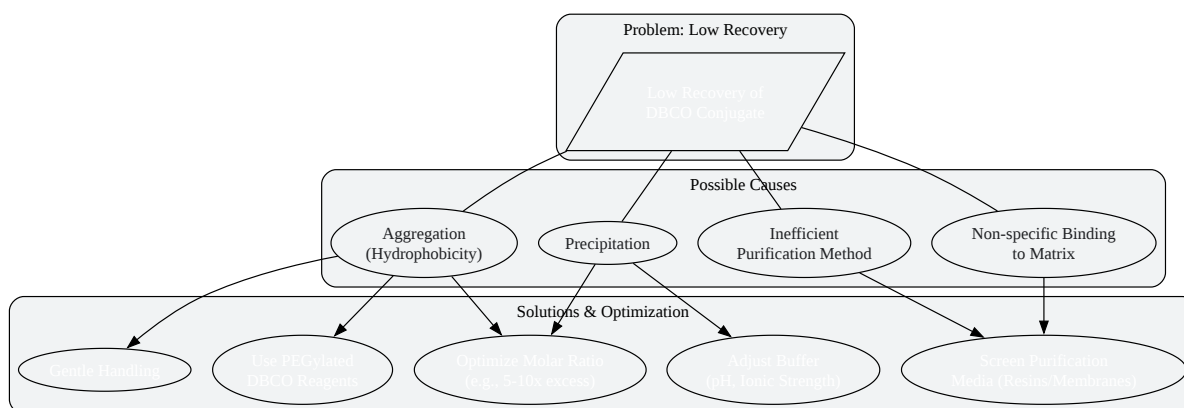 Problem: Low Recovery
Low Recovery of
DBCO Conjugate
Possible Causes
Aggregation
(Hydrophobicity)
Precipitation
Inefficient
Purification Method
Non-specific Binding
to Matrix
Solutions & Optimization
Gentle Handling
Use PEGylated
DBCO Reagents
Optimize Molar Ratio
(e.g., 5-10x excess)
Adjust Buffer
(pH, Ionic Strength)
Screen Purification
Media (Resins/Membranes)